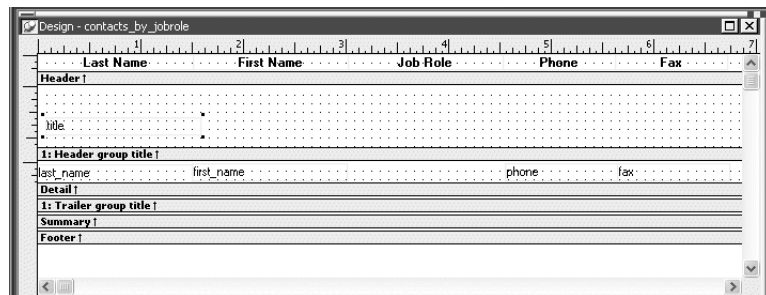 Design - contacts_by_jobrole
1 2 3 4 5 6 7
Last Name First Name Job Role Phone Fax
Header ↑
title
1: Header group title ↑
last_name first_name phone fax
Detail ↑
1: Trailer group title ↑
Summary ↑
Footer ↑